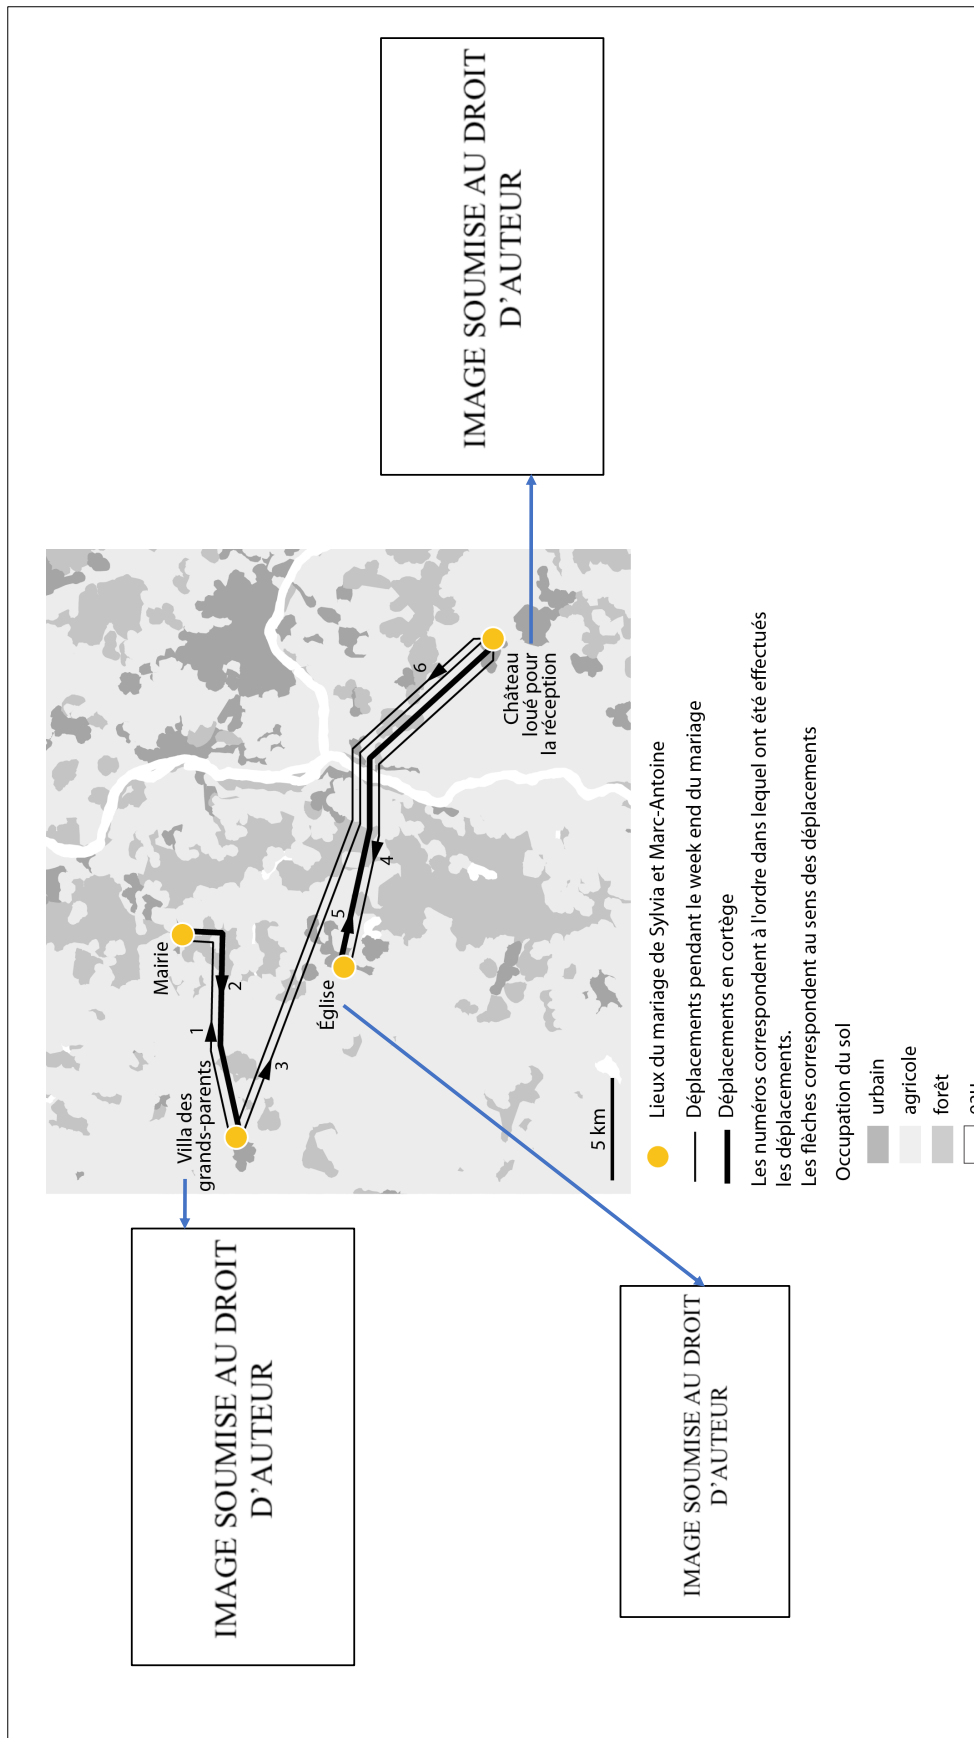 IMAGE SOUMISE AU DROIT
D'AUTEUR
IMAGE SOUMISE AU DROIT
D'AUTEUR
IMAGE SOUMISE AU DROIT
D'AUTEUR
Villa des
grands-parents
Mairie
Église
Château
loué pour
la réception
1
2
3
4
5
6
5 km
Lieux du mariage de Sylvia et Marc-Antoine
Déplacements pendant le week end du mariage
Déplacements en cortège
Les numéros correspondent à l'ordre dans lequel ont été effectués
les déplacements.
Les flèches correspondent au sens des déplacements
Occupation du sol
urbain
agricole
forêt